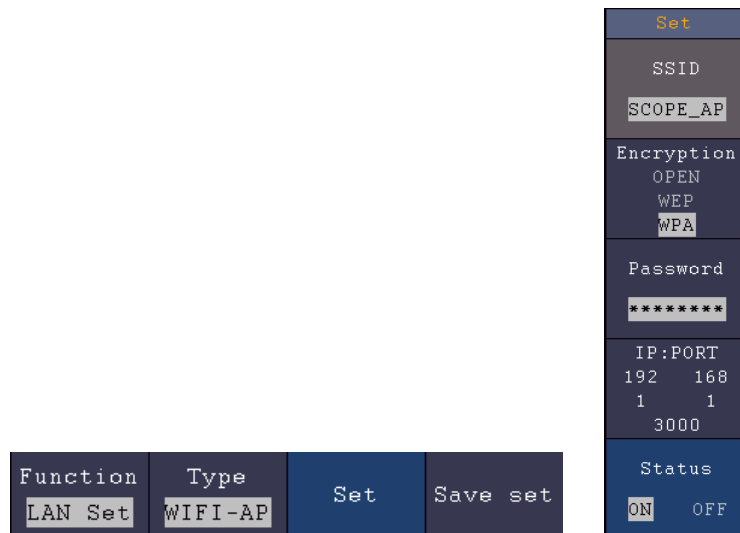 Set
SSID
SCOPE_AP
Encryption
OPEN
WEP
WPA
Password
********
IP:PORT
192 168
1 1
3000
Status
ON OFF
Function Type Set Save set
LAN Set WIFI-AP